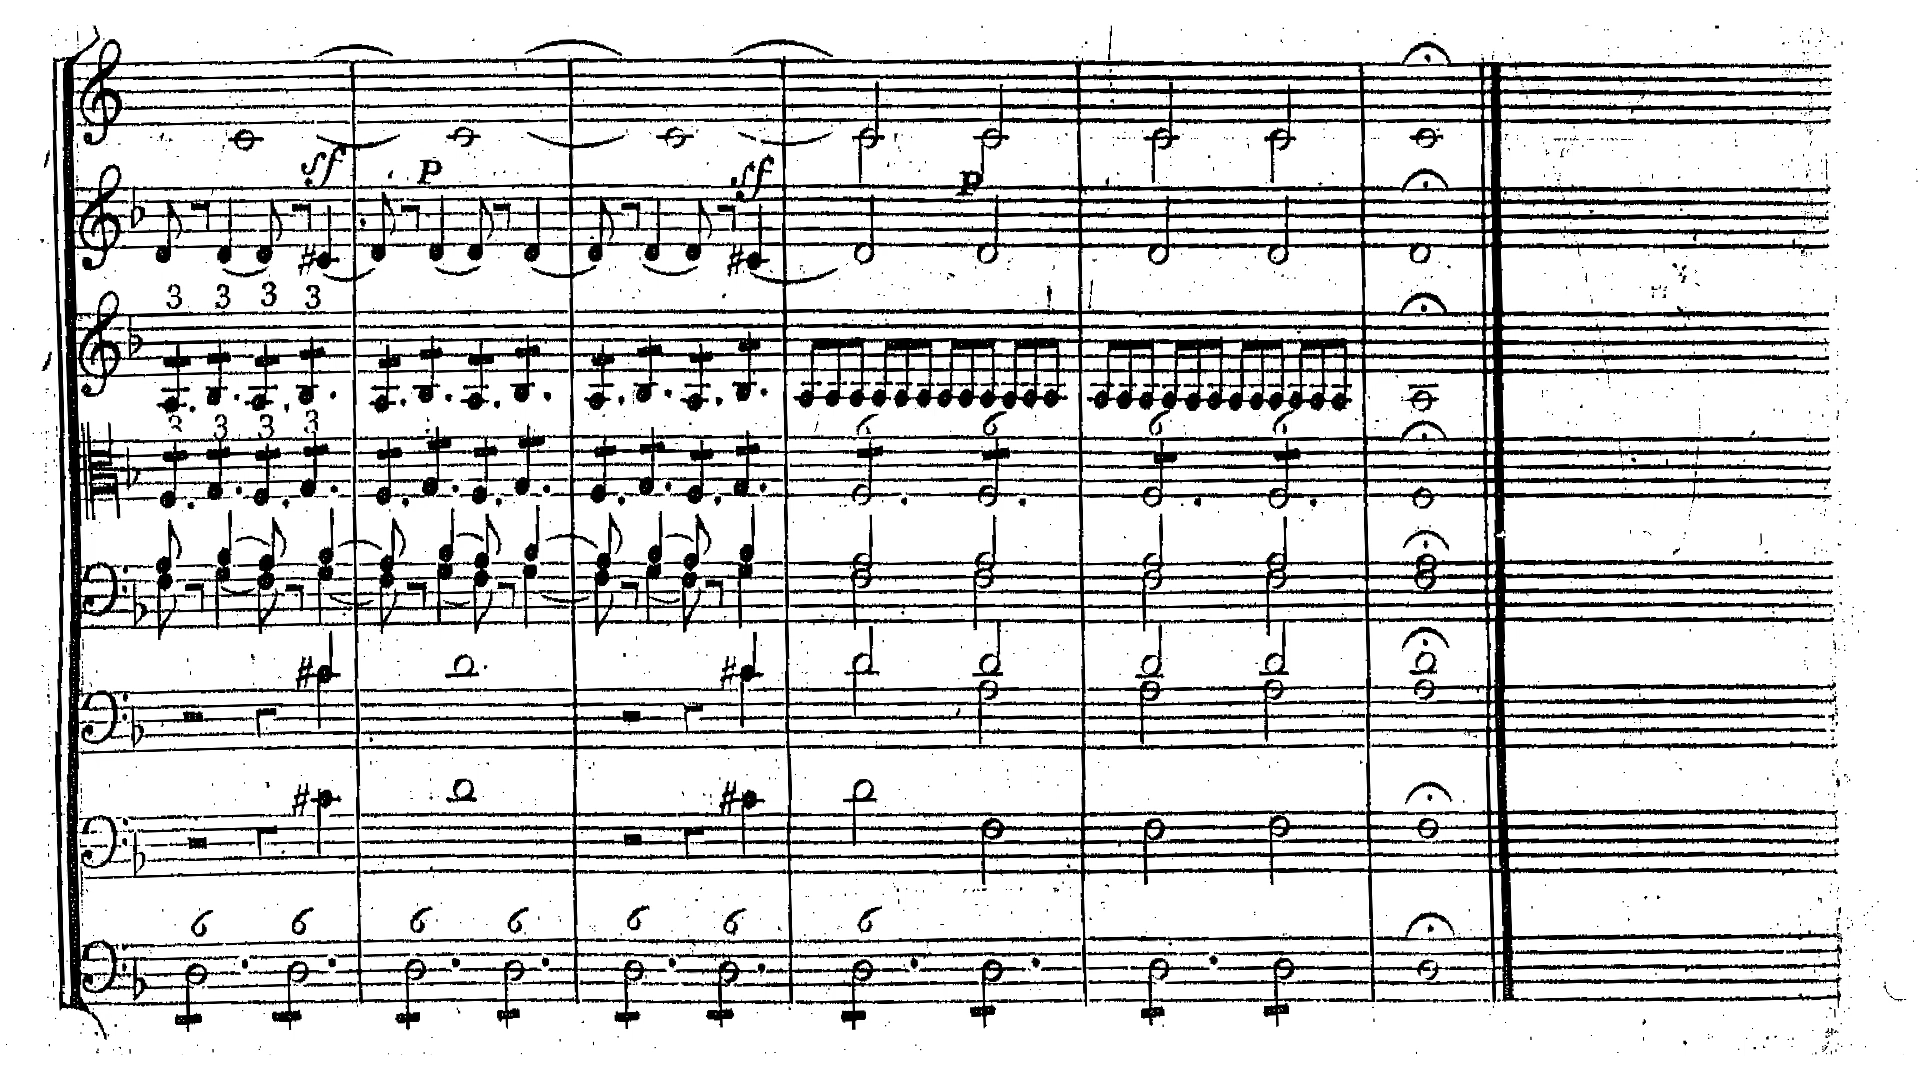 sf p sf
p
3 3 3 3
3 3 3 3 6 6 6 6
6 6 6 6 6 6 6